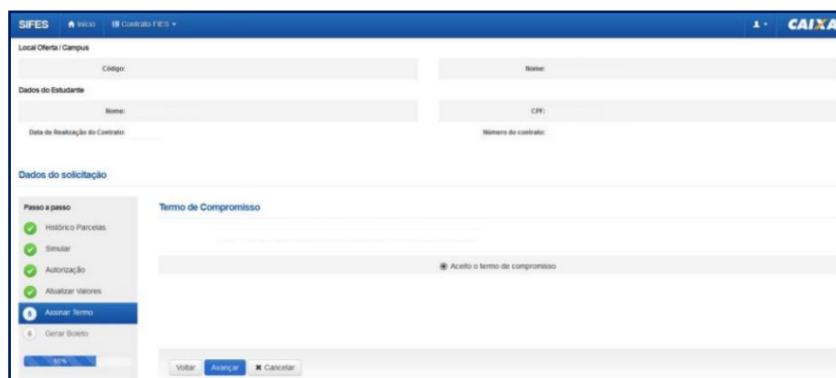 SIFES Início Contrato FIES CAIXA
Local Oferta / Campus
Código: Nome:
Dados do Estudante
Nome: CPF:
Data de Realização do Contrato: Número do contrato:
Dados do solicitação
Passo a passo
Termo de Compromisso
Histórico Parcelas
Simular
Aceito o termo de compromisso
Autorização
Atualizar Valores
5 Assinar Termo
6 Gerar Boleto
Voltar Avançar Cancelar